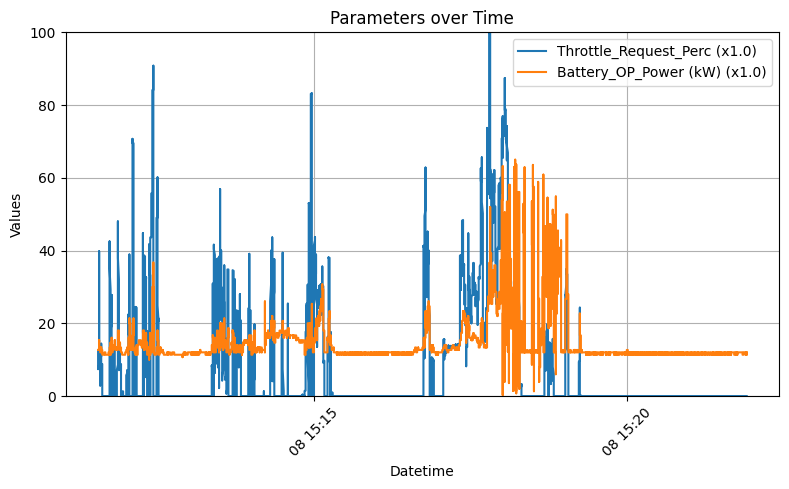 Parameters over Time
Throttle_Request_Perc (x1.0)
Battery_OP_Power (kW) (x1.0)
Values
100
80
60
40
20
0
08 15:15
08 15:20
Datetime